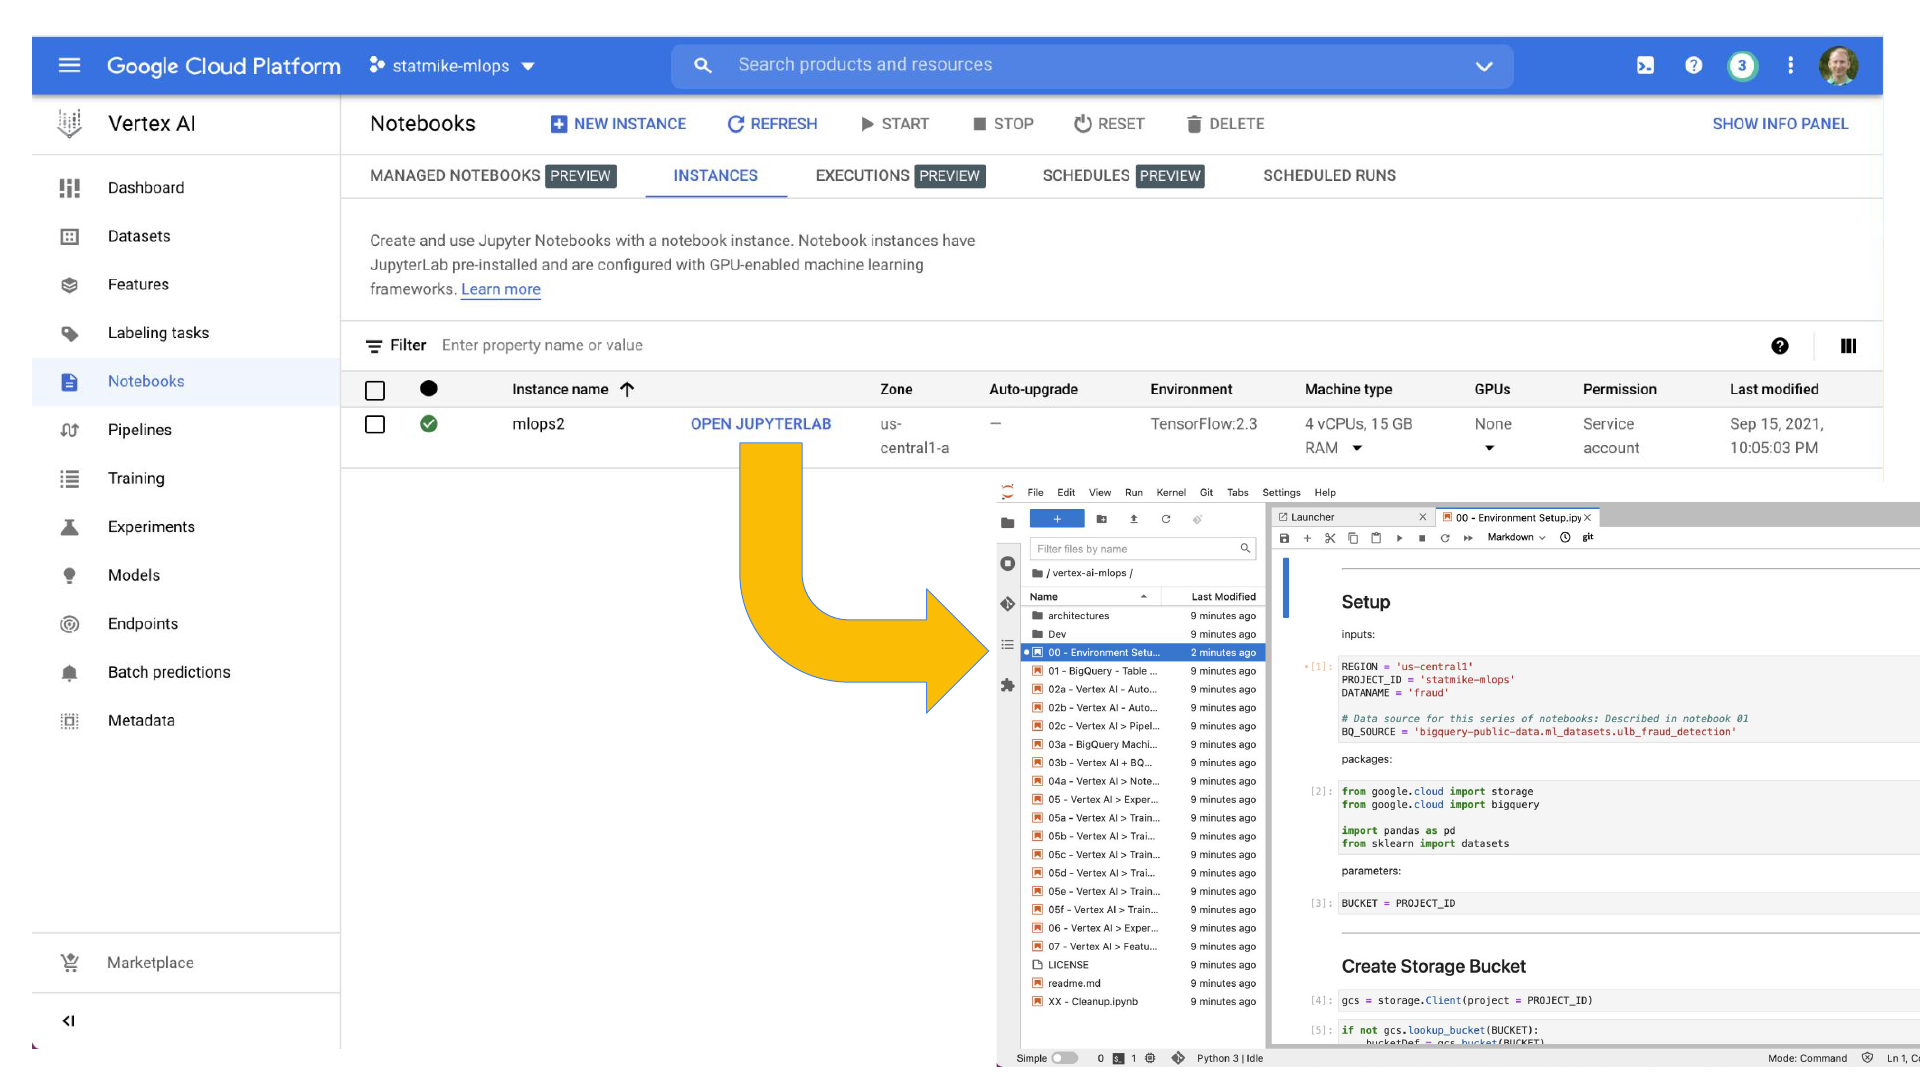 Google Cloud Platform
statmike-mlops
Search products and resources
3
Vertex AI
Notebooks
NEW INSTANCE
REFRESH
START
STOP
RESET
DELETE
SHOW INFO PANEL
MANAGED NOTEBOOKS PREVIEW
INSTANCES
EXECUTIONS PREVIEW
SCHEDULES PREVIEW
SCHEDULED RUNS
Dashboard
Datasets
Features
Labeling tasks
Notebooks
Pipelines
Training
Experiments
Models
Endpoints
Batch predictions
Metadata
Marketplace
Create and use Jupyter Notebooks with a notebook instance. Notebook instances have
JupyterLab pre-installed and are configured with GPU-enabled machine learning
frameworks. Learn more
Filter Enter property name or value
Instance name Zone Auto-upgrade Environment Machine type GPUs Permission Last modified
mlops2 OPEN JUPYTERLAB us- — TensorFlow:2.3 4 vCPUs, 15 GB None Service Sep 15, 2021,
central1-a RAM account 10:05:03 PM
File Edit View Run Kernel Git Tabs Settings Help
Filter files by name
/ vertex-ai-mlops /
Name Last Modified
architectures 9 minutes ago
Dev 9 minutes ago
00 - Environment Setu... 2 minutes ago
01 - BigQuery - Table ... 9 minutes ago
02a - Vertex AI - Auto... 9 minutes ago
02b - Vertex AI - Auto... 9 minutes ago
02c - Vertex AI > Pipel... 9 minutes ago
03a - BigQuery Machi... 9 minutes ago
03b - Vertex AI + BQ... 9 minutes ago
04a - Vertex AI > Note... 9 minutes ago
05 - Vertex AI > Exper... 9 minutes ago
05a - Vertex AI > Train... 9 minutes ago
05b - Vertex AI > Trai... 9 minutes ago
05c - Vertex AI > Train... 9 minutes ago
05d - Vertex AI > Trai... 9 minutes ago
05e - Vertex AI > Train... 9 minutes ago
05f - Vertex AI > Train... 9 minutes ago
06 - Vertex AI > Exper... 9 minutes ago
07 - Vertex AI > Featu... 9 minutes ago
LICENSE 9 minutes ago
readme.md 9 minutes ago
XX - Cleanup.ipynb 9 minutes ago
Launcher
00 - Environment Setup.ipy
Markdown git
Setup
inputs:
[1]: REGION = 'us-central1'
PROJECT_ID = 'statmike-mlops'
DATANAME = 'fraud'
# Data source for this series of notebooks: Described in notebook 01
BQ_SOURCE = 'bigquery-public-data.ml_datasets.ulb_fraud_detection'
packages:
[2]: from google.cloud import storage
from google.cloud import bigquery
import pandas as pd
from sklearn import datasets
parameters:
[3]: BUCKET = PROJECT_ID
Create Storage Bucket
[4]: gcs = storage.Client(project = PROJECT_ID)
[5]: if not gcs.lookup_bucket(BUCKET):
bucketDef = gcs.bucket(BUCKET)
Simple 0 1 Python 3 | Idle Mode: Command Ln 1, Co